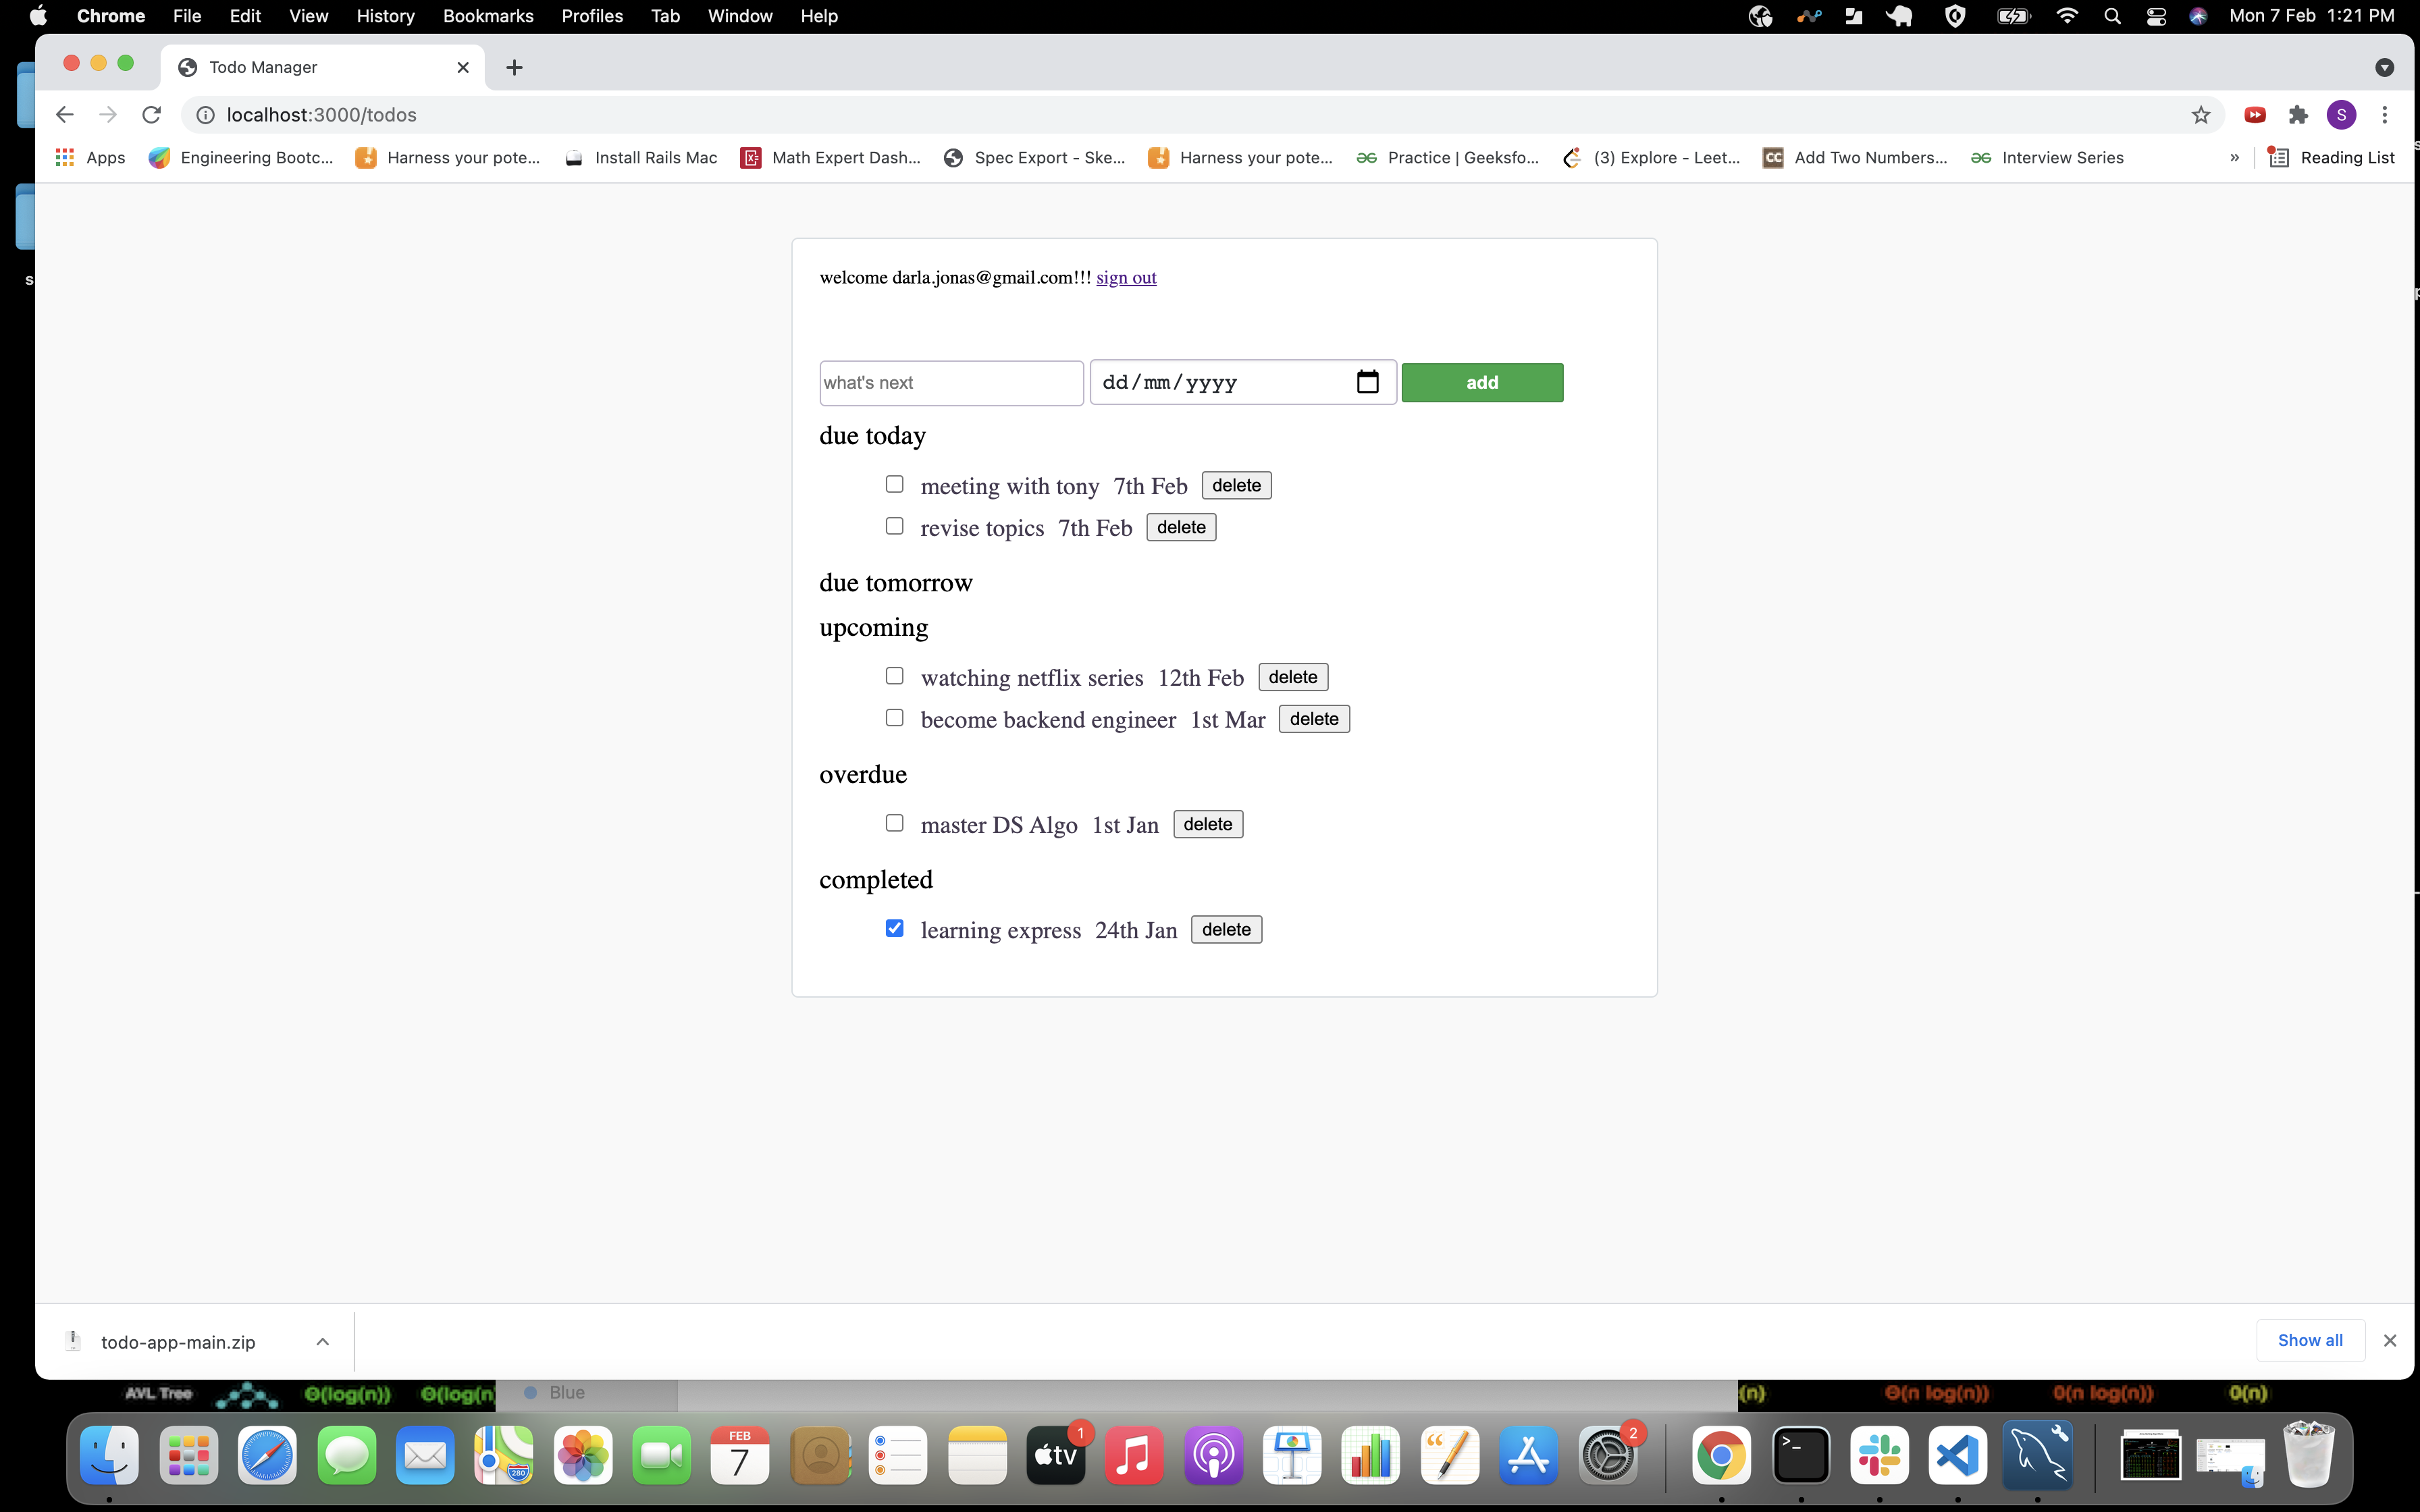 Chrome File Edit View History Bookmarks Profiles Tab Window Help Mon 7 Feb 1:21 PM
Todo Manager
localhost:3000/todos S
Apps Engineering Bootc... Harness your pote... Install Rails Mac Math Expert Dash... Spec Export - Ske... Harness your pote... Practice | Geeksfo... (3) Explore - Leet... CC Add Two Numbers... Interview Series » Reading List
s
welcome darla.jonas@gmail.com!!! sign out
what's next dd/mm/yyyy add
due today
meeting with tony 7th Feb delete
revise topics 7th Feb delete
due tomorrow
upcoming
watching netflix series 12th Feb delete
become backend engineer 1st Mar delete
overdue
master DS Algo 1st Jan delete
completed
learning express 24th Jan delete
todo-app-main.zip Show all
AVL Tree Θ(log(n)) Θ(log(n Blue (n) Θ(n log(n)) O(n log(n)) O(n)
FEB
7
tv
1
2
280
>_